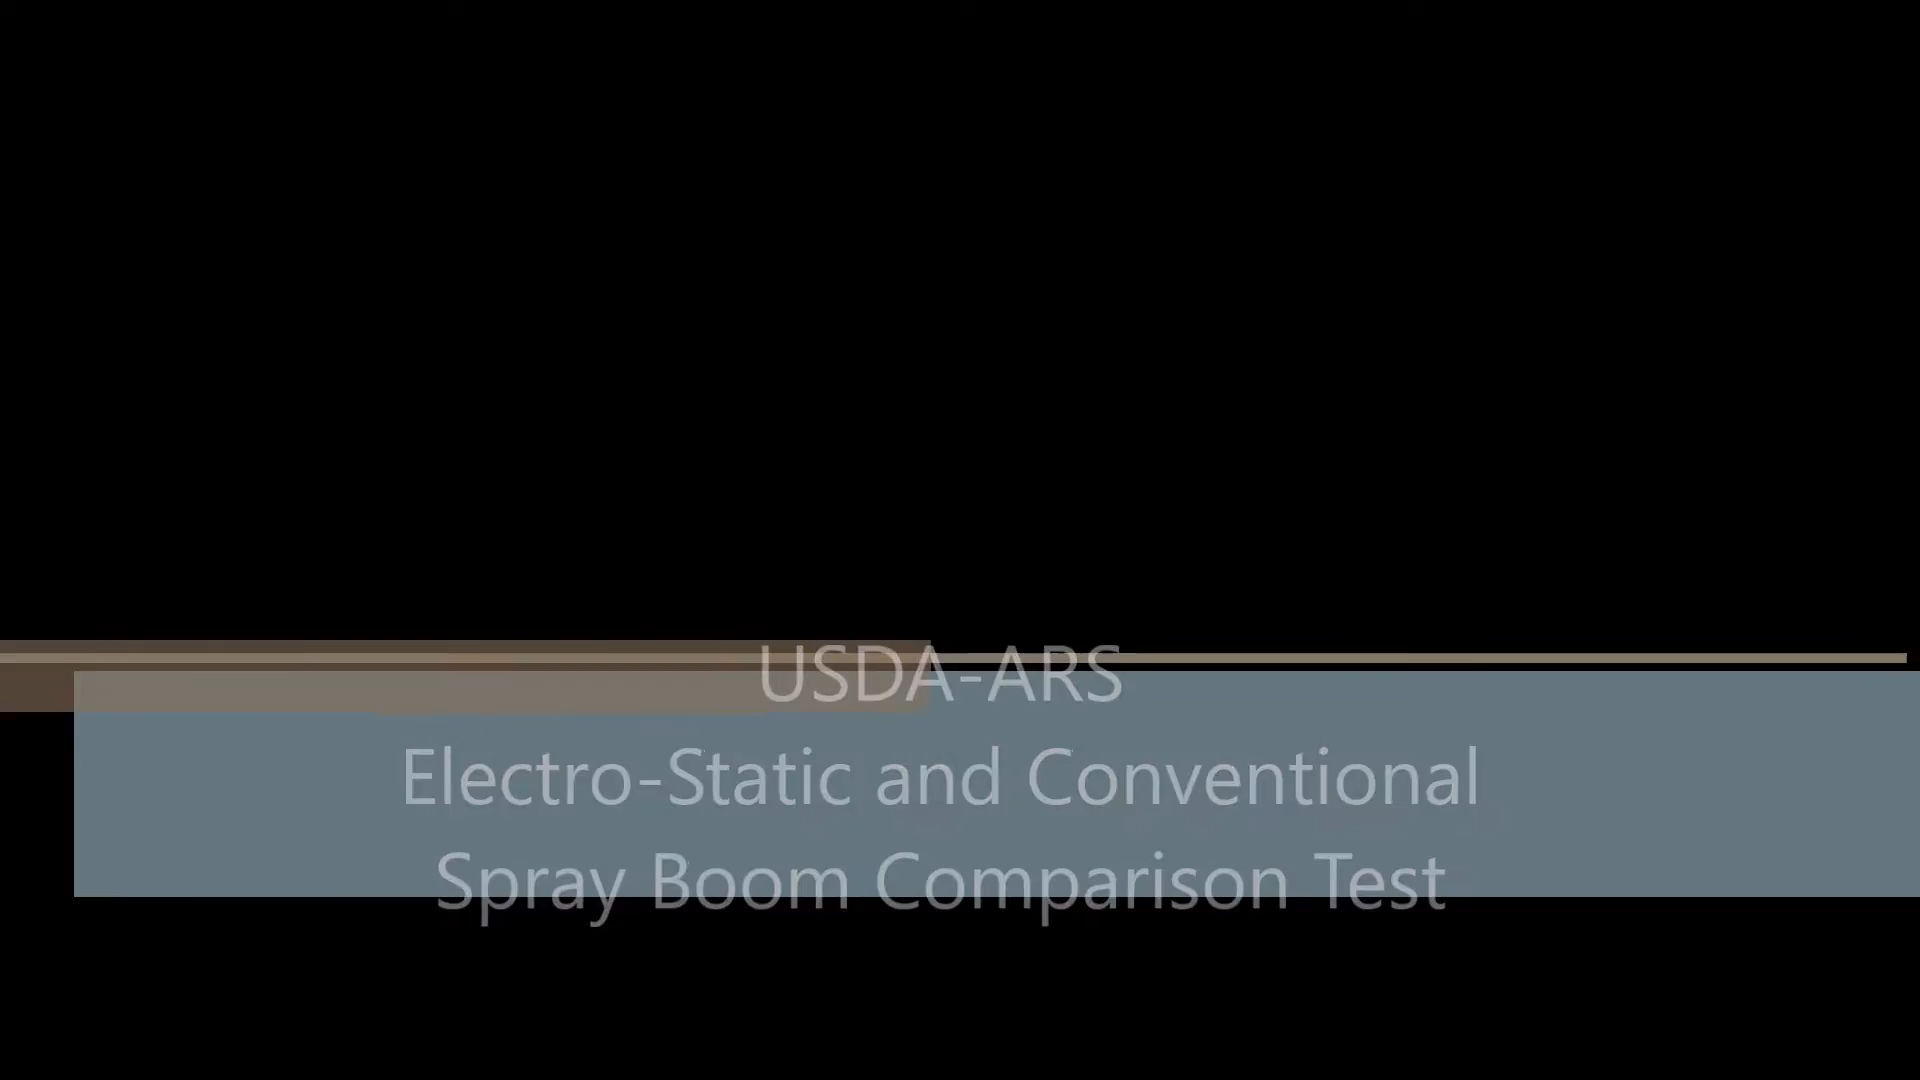 USDA-ARS
Electro-Static and Conventional
Spray Boom Comparison Test